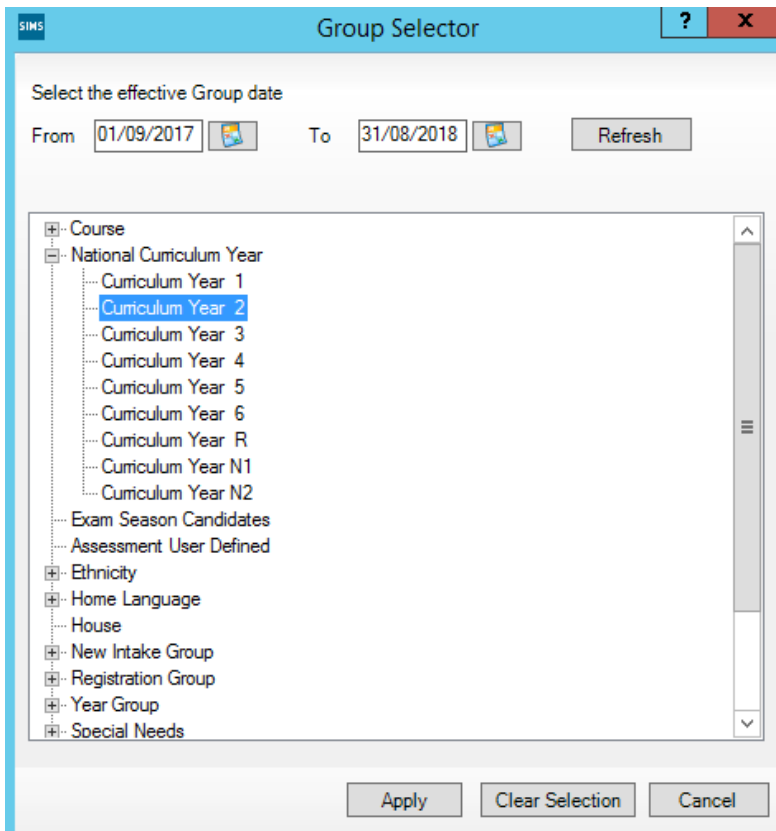 SIMS
Group Selector
?
x
Select the effective Group date
From 01/09/2017 To 31/08/2018 Refresh
Course
National Curriculum Year
Curriculum Year 1
Curriculum Year 2
Curriculum Year 3
Curriculum Year 4
Curriculum Year 5
Curriculum Year 6
Curriculum Year R
Curriculum Year N1
Curriculum Year N2
Exam Season Candidates
Assessment User Defined
Ethnicity
Home Language
House
New Intake Group
Registration Group
Year Group
Special Needs
Apply Clear Selection Cancel